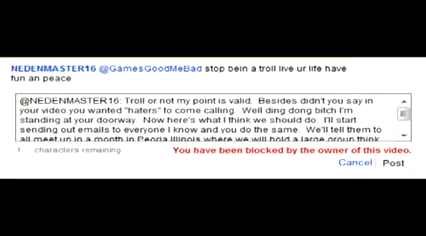 NEDENMASTER16 @GamesGoodMeBad stop bein a troll live ur life have
fun an peace
@NEDENMASTER16: Troll or not my point is valid. Besides didn't you say in
your video you wanted "haters" to come calling. Well ding dong bitch I'm
standing at your doorway. Now here's what I think we should do. I'll start
sending out emails to everyone I know and you do the same. We'll tell them to
all meet up in a month in Peoria Illinois where we will hold a large group think
1 characters remaining
You have been blocked by the owner of this video.
Cancel Post